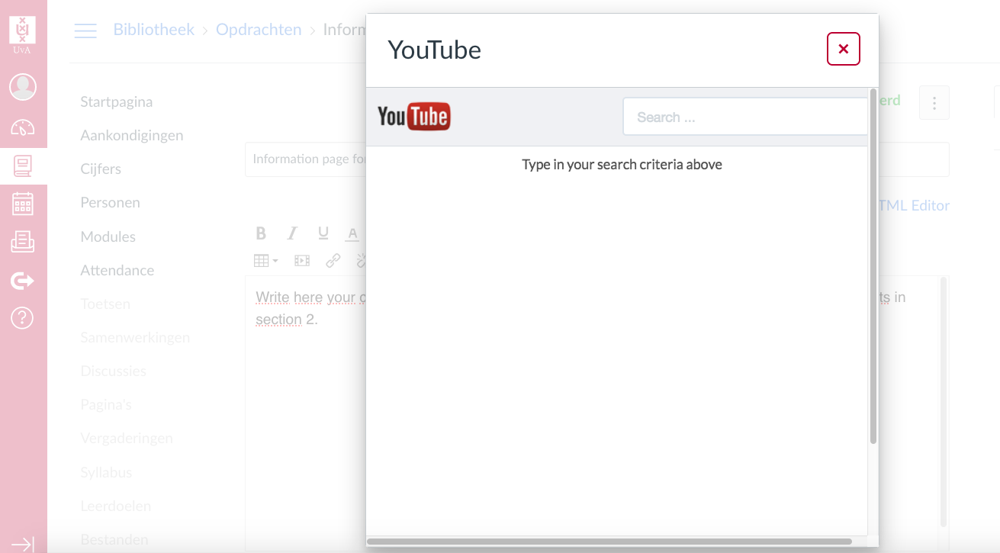 UvA
Bibliotheek > Opdrachten > Inform
YouTube
Startpagina
Aankondigingen
Cijfers
Personen
Modules
Attendance
Toetsen
Samenwerkingen
Discussies
Pagina's
Vergaderingen
Syllabus
Leerdoelen
Bestanden
YouTube
Search ...
Type in your search criteria above
erd
Information page fo
TML Editor
B I U A
Write here your
ts in
section 2.